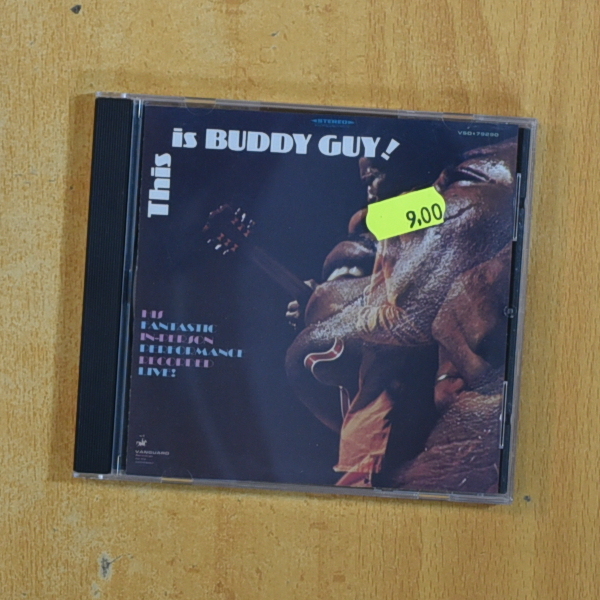 STEREO
VSD•79290
This is BUDDY GUY!
9,00
HIS
FANTASTIC
IN-PERSON
PERFORMANCE
RECORDED
LIVE!
VANGUARD